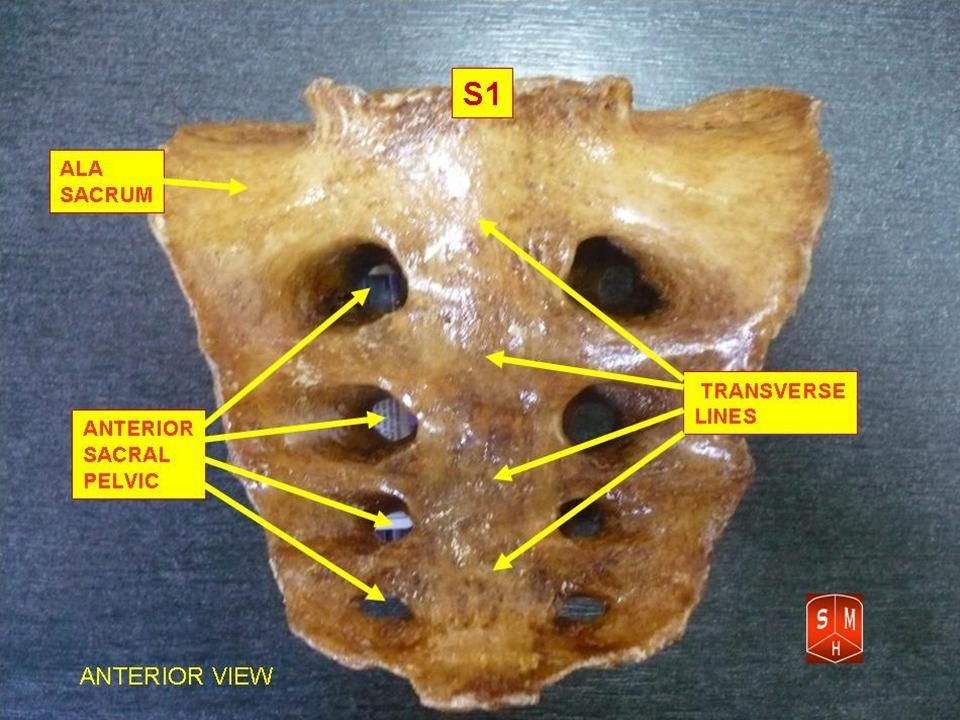 S1
ALA
SACRUM
TRANSVERSE
LINES
ANTERIOR
SACRAL
PELVIC
S M
H
ANTERIOR VIEW